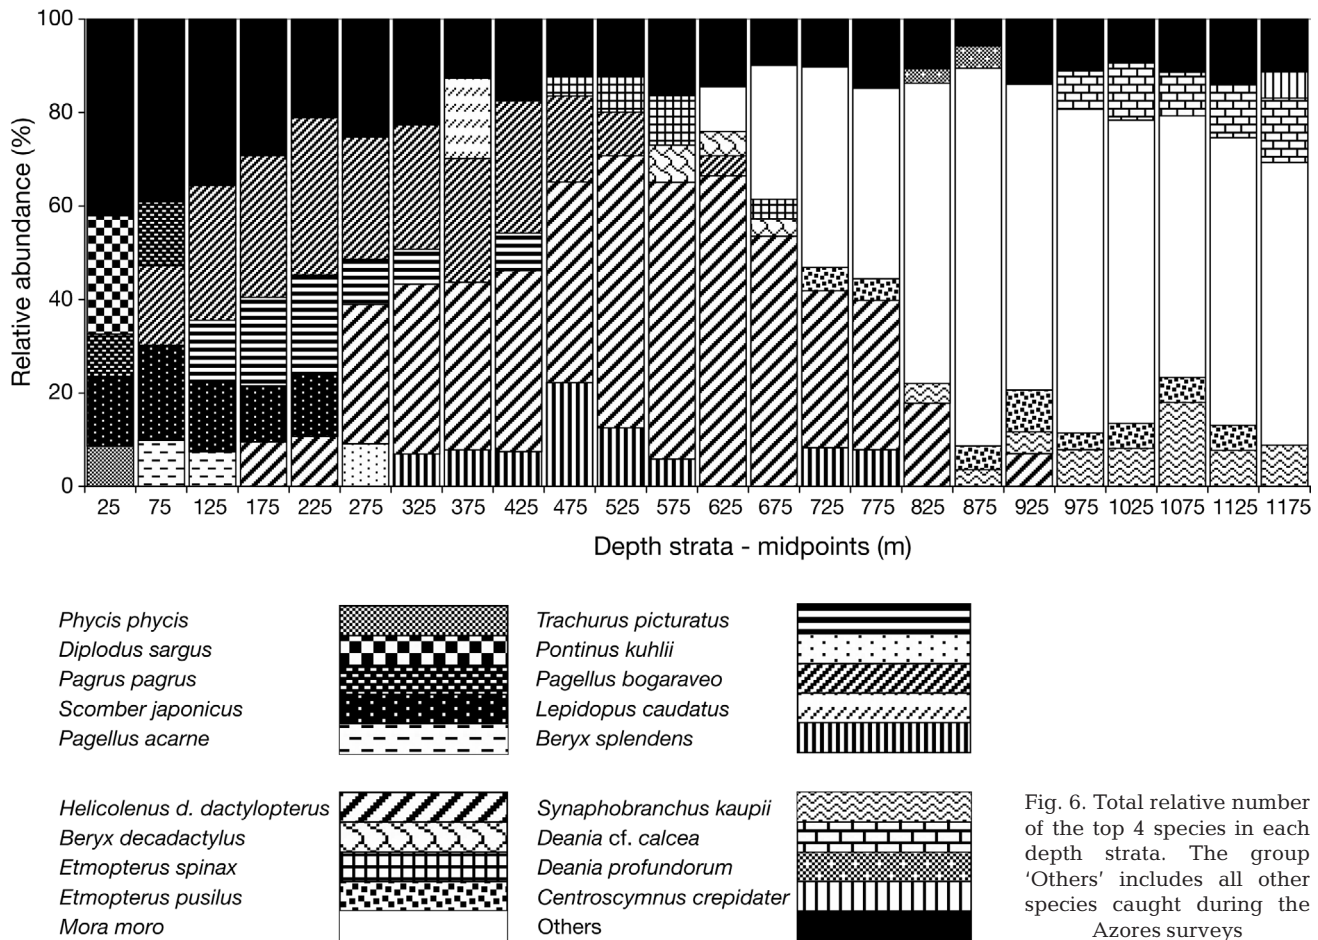 100
80
60
40
20
0
Relative abundance (%)
25 75 125 175 225 275 325 375 425 475 525 575 625 675 725 775 825 875 925 975 1025 1075 1125 1175
Depth strata - midpoints (m)
Phycis phycis
Diplodus sargus
Pagrus pagrus
Scomber japonicus
Pagellus acarne
Trachurus picturatus
Pontinus kuhlii
Pagellus bogaraveo
Lepidopus caudatus
Beryx splendens
Helicolenus d. dactylopterus
Beryx decadactylus
Etmopterus spinax
Etmopterus pusilus
Mora moro
Synaphobranchus kaupii
Deania cf. calcea
Deania profundorum
Centroscymnus crepidater
Others
Fig. 6. Total relative number
of the top 4 species in each
depth strata. The group
‘Others’ includes all other
species caught during the
Azores surveys